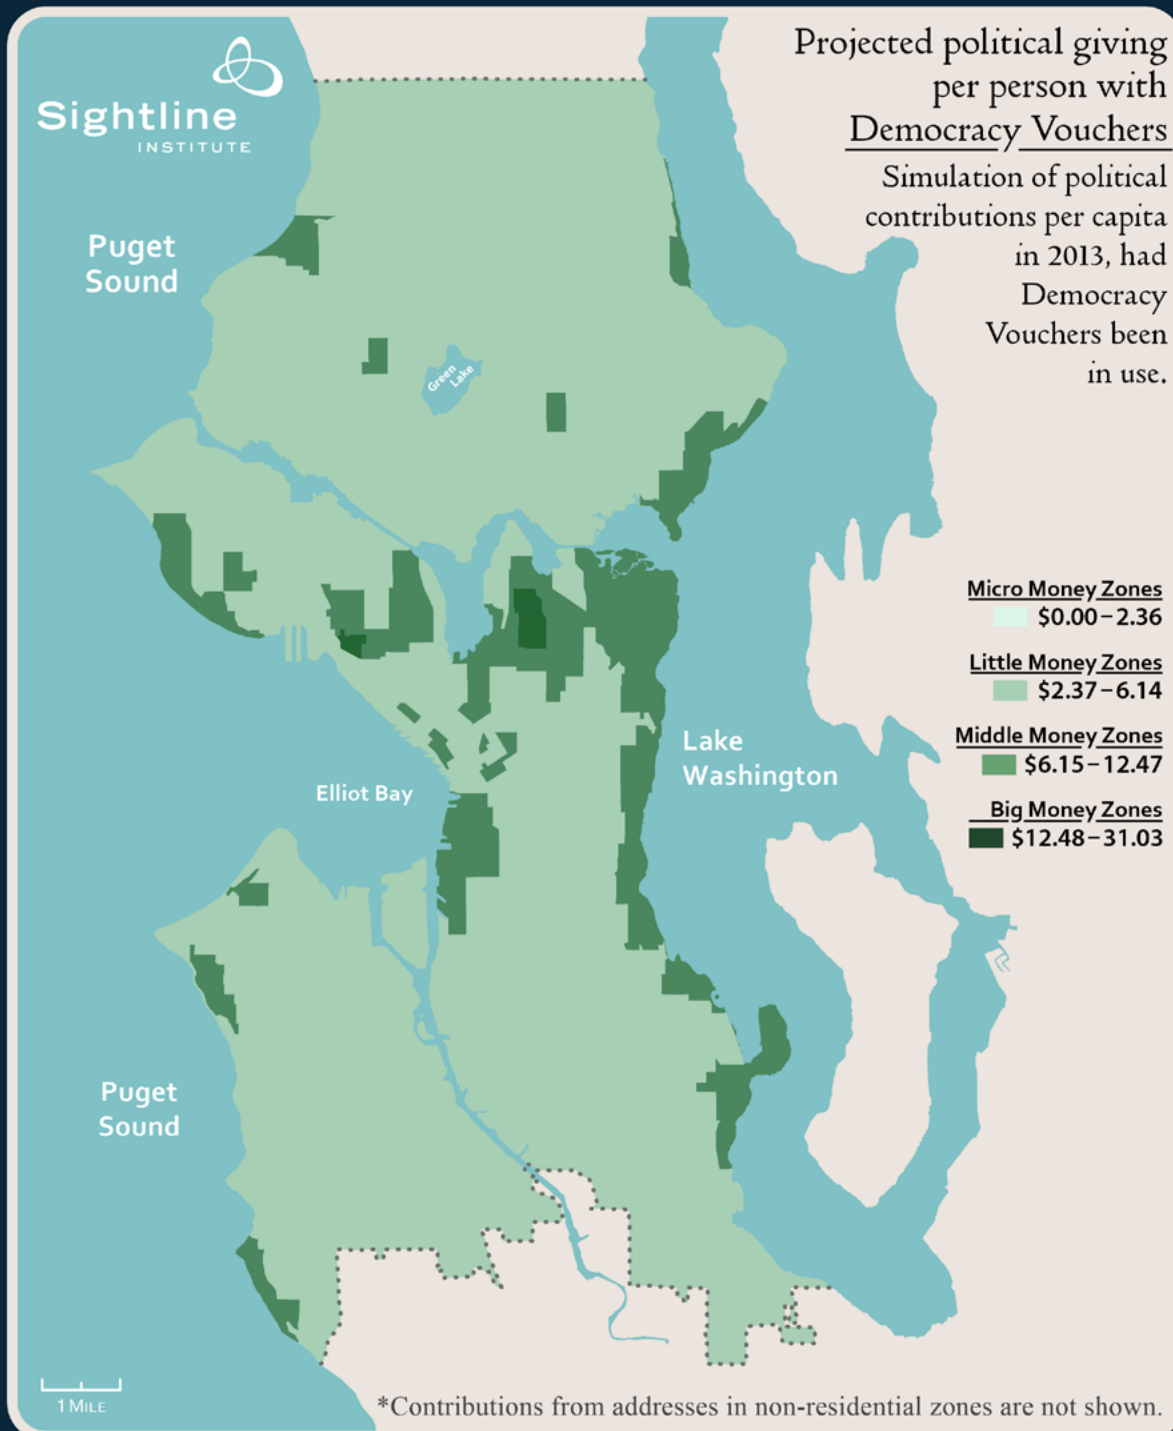 Sightline
INSTITUTE
Projected political giving
per person with
Democracy Vouchers
Simulation of political
contributions per capita
in 2013, had
Democracy
Vouchers been
in use.
Puget
Sound
Green
Lake
Micro Money Zones
$0.00–2.36
Little Money Zones
$2.37–6.14
Middle Money Zones
$6.15–12.47
Big Money Zones
$12.48–31.03
Lake
Washington
Elliot Bay
Puget
Sound
1 MILE
*Contributions from addresses in non-residential zones are not shown.